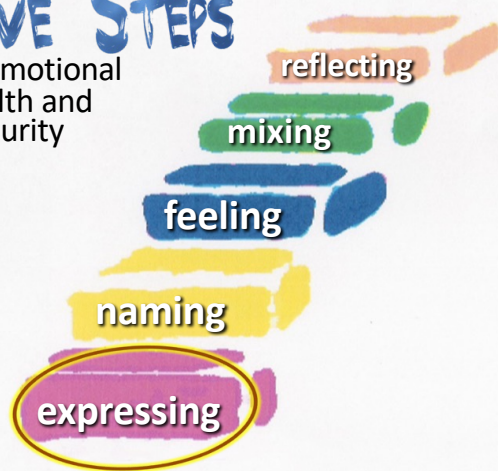 VE STEPS
motional
lth and
urity
reflecting
mixing
feeling
naming
expressing